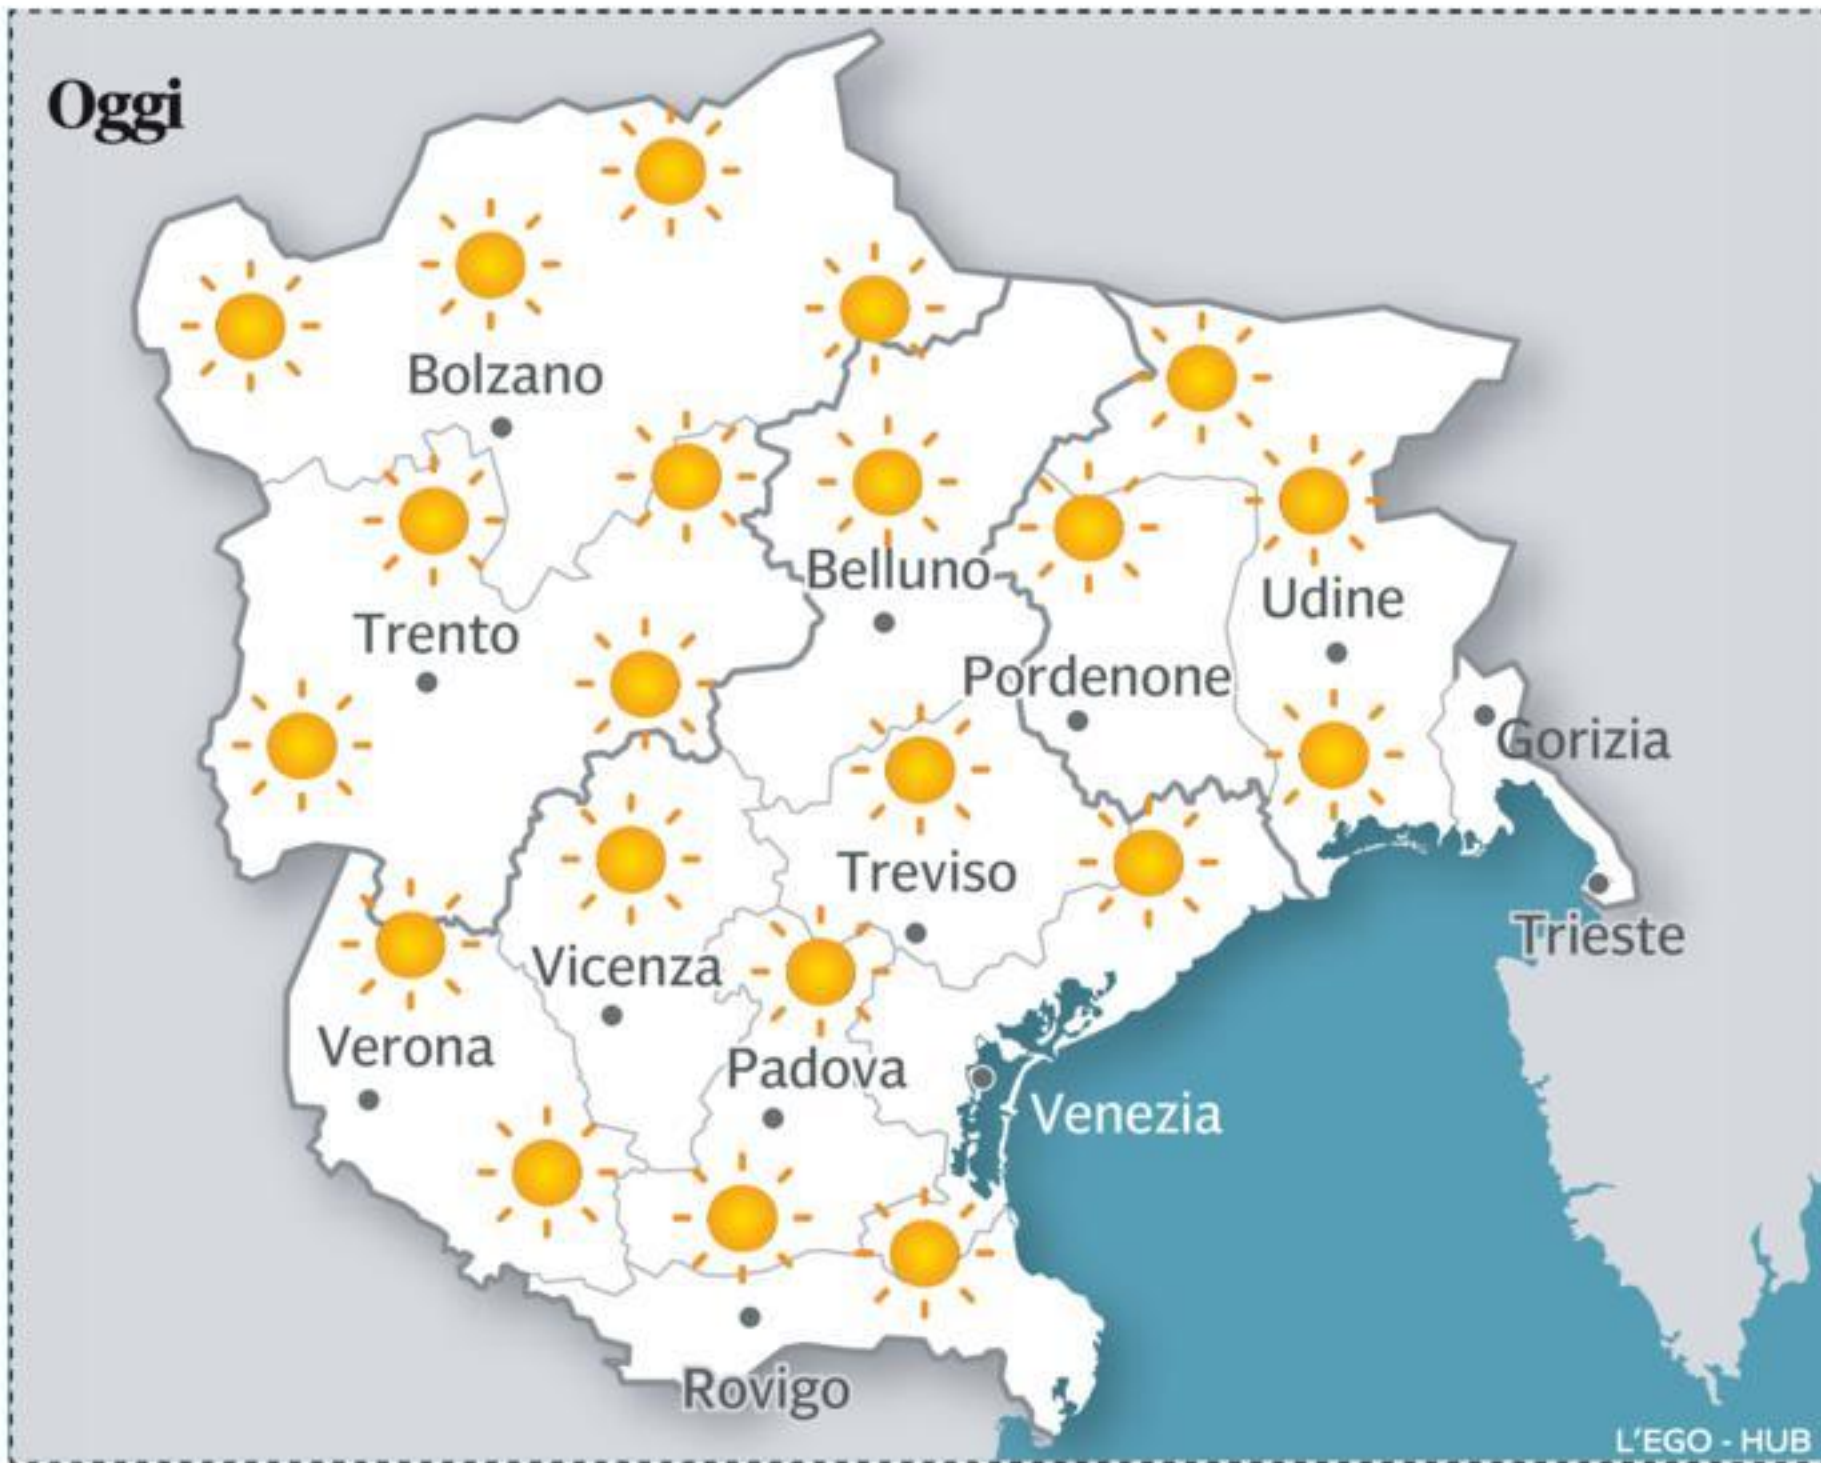 Oggi
Bolzano
Belluno
Udine
Trento
Pordenone
Gorizia
Treviso
Trieste
Vicenza
Verona
Padova
Venezia
Rovigo
L'EGO - HUB